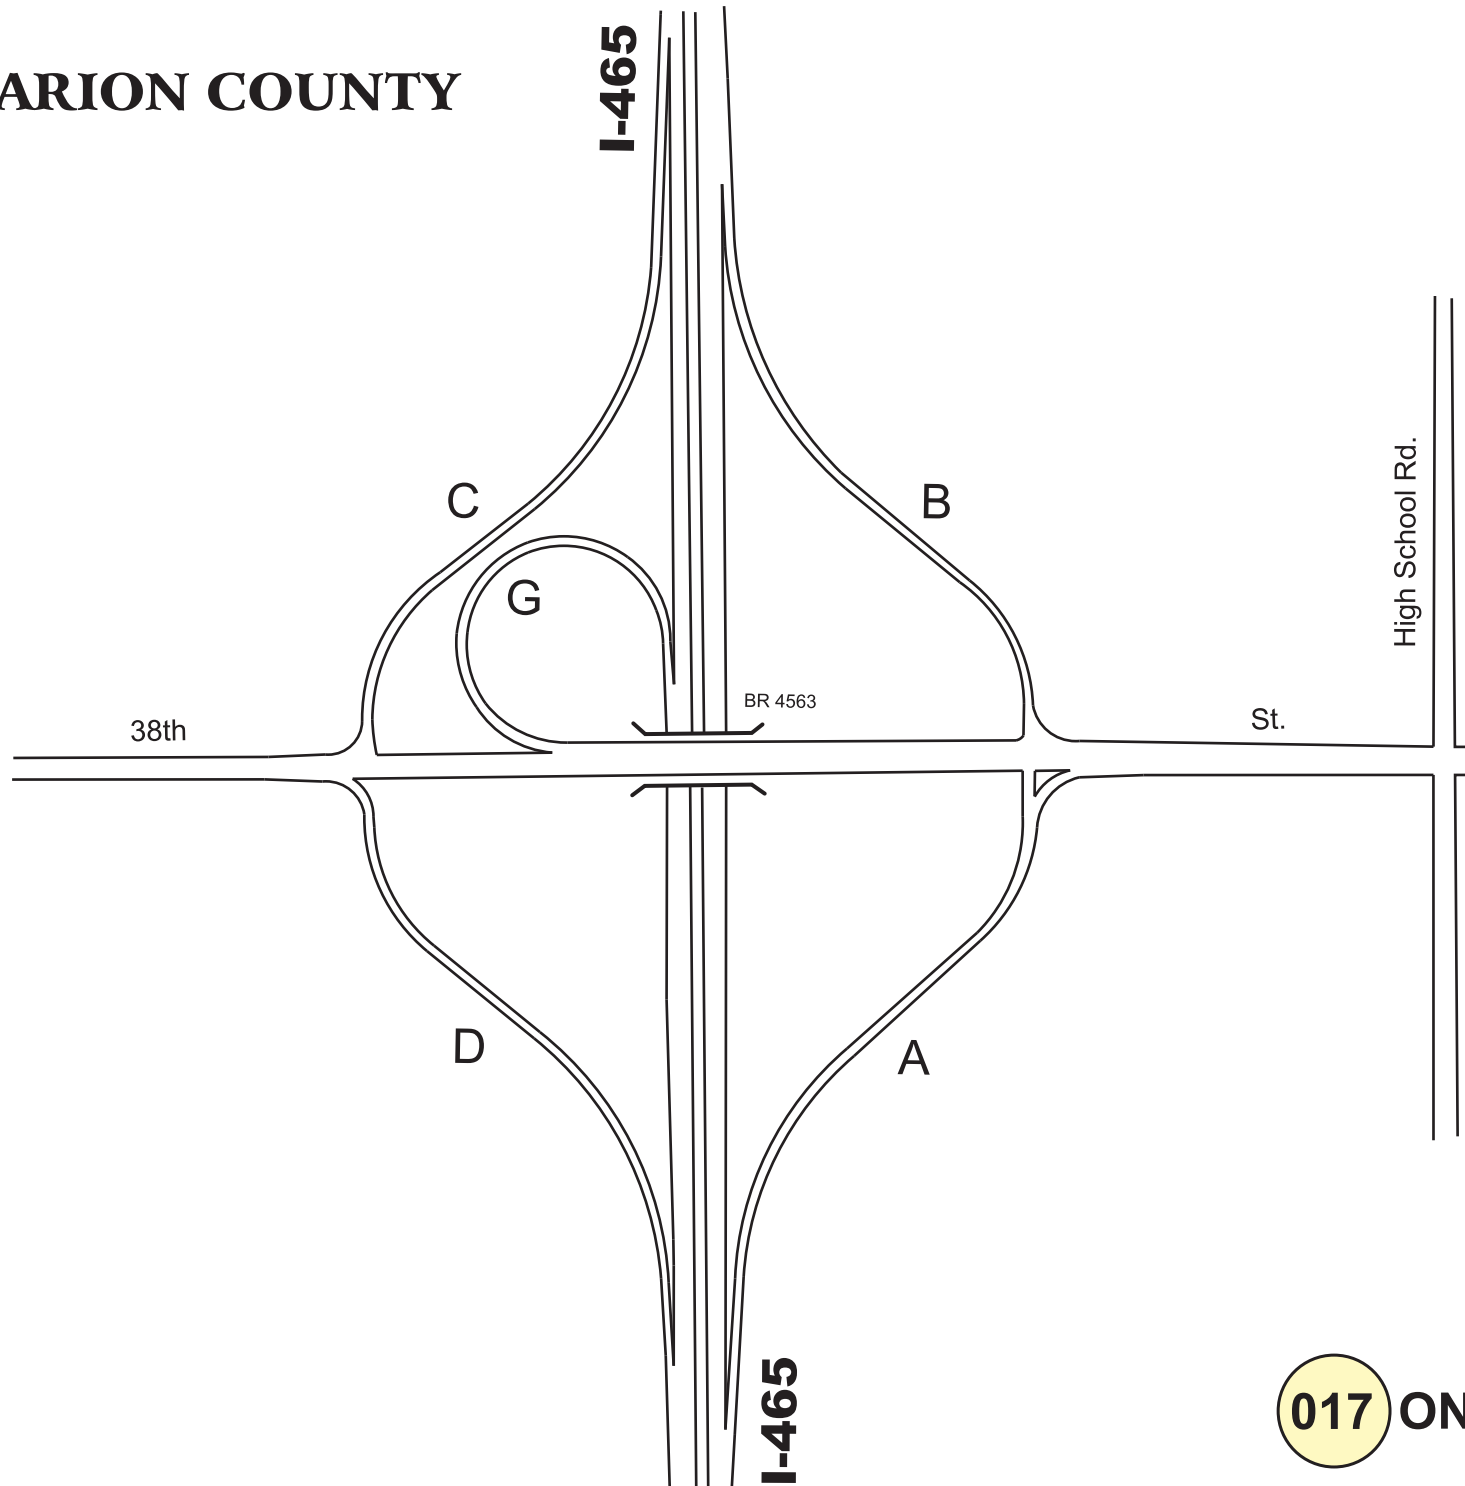 I-465
ARION COUNTY
C
B
High School Rd.
G
BR 4563
38th
St.
D
A
I-465
017 ON